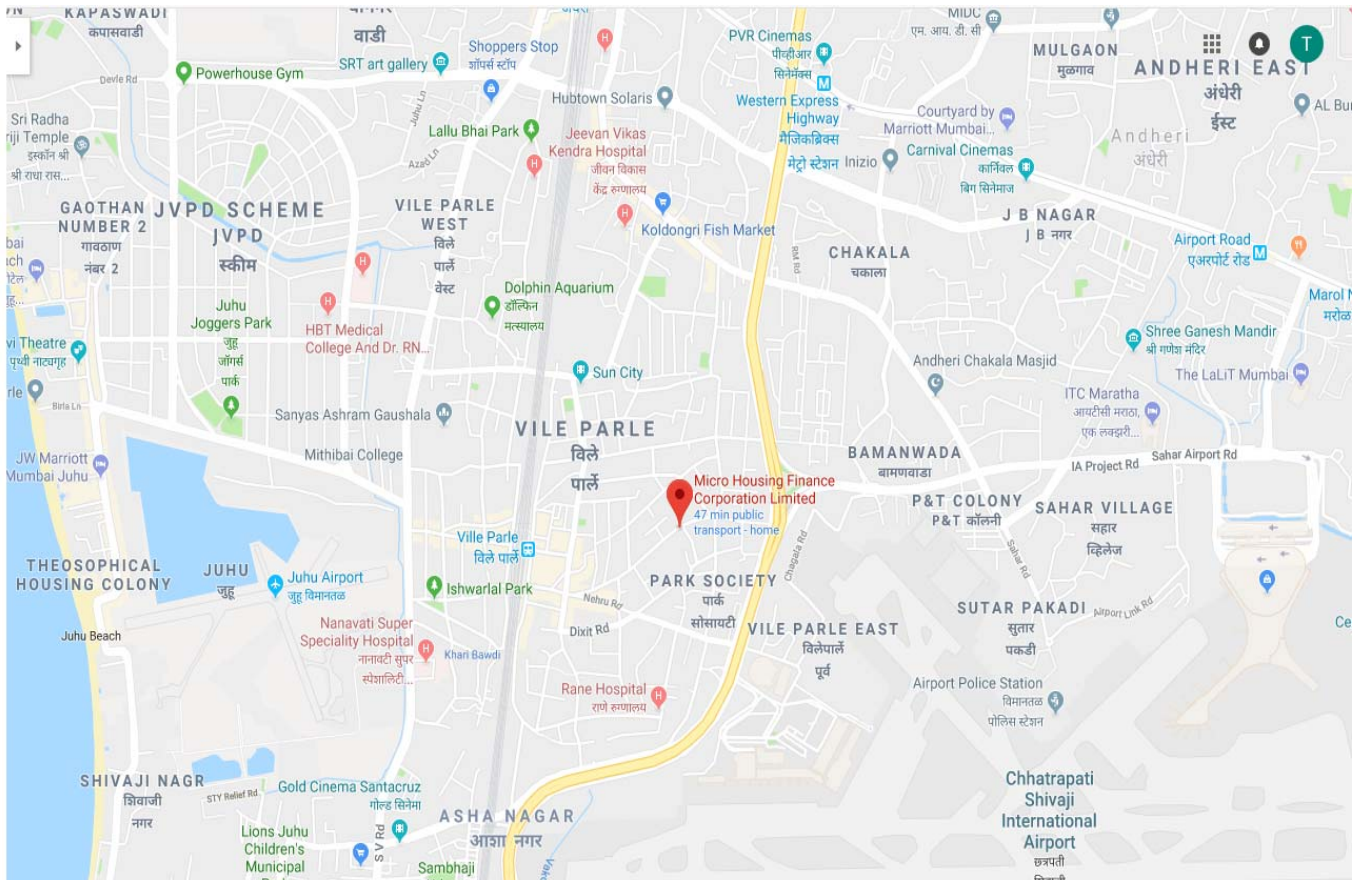 KAPASWADI
कपासवाडी
वाडी
Devle Rd
Powerhouse Gym
SRT art gallery
Shoppers Stop
शॉपर्स स्टॉप
Juhu Ln
PVR Cinemas
पीव्हीआर
सिनेमॅक्स
MIDC
एम. आय. डी. सी
MULGAON
मुळगाव
T
ANDHERI EAST
अंधेरी
ईस्ट
AL Bur
Hubtown Solaris
Western Express
Highway
मॅजिकब्रिक्स
मेट्रो स्टेशन
Courtyard by
Marriott Mumbai...
Andheri
अंधेरी
Inizio
Carnival Cinemas
कार्निवल
बिग सिनेमाज
Sri Radha
iji Temple
इस्कॉन श्री
श्री राधा रास...
Lallu Bhai Park
Azad Ln
Jeevan Vikas
Kendra Hospital
जीवन विकास
केंद्र रुग्णालय
Koldongri Fish Market
GAOTHAN
NUMBER 2
गावठाण
नंबर 2
JVPD SCHEME
JVPD
स्कीम
VILE PARLE
WEST
विले
पार्ले
वेस्ट
RM Rd
CHAKALA
चकाला
J B NAGAR
J B नगर
Airport Road
एअरपोर्ट रोड
Marol N
मरोळ
bai
ach
Juhu
Joggers Park
जुहू
जॉगर्स
पार्क
HBT Medical
College And Dr. RN...
Dolphin Aquarium
डॉल्फिन
मत्स्यालय
vi Theatre
पृथ्वी नाट्यगृह
rle
Birla Ln
Sun City
Andheri Chakala Masjid
Shree Ganesh Mandir
श्री गणेश मंदिर
The LaLiT Mumbai
ITC Maratha
आयटीसी मराठा,
एक लक्झरी...
Sanyas Ashram Gaushala
Mithibai College
VILE PARLE
विले
पार्ले
JW Marriott
Mumbai Juhu
BAMANWADA
बामणवाडा
IA Project Rd
Sahar Airport Rd
Micro Housing Finance
Corporation Limited
47 min public
transport - home
P&T COLONY
P&T कॉलनी
SAHAR VILLAGE
सहार
व्हिलेज
Sahar Rd
Chagala Rd
Ville Parle
विले पार्ले
THEOSOPHICAL
HOUSING COLONY
JUHU
जुहू
Juhu Airport
जुहू विमानतळ
Ishwarlal Park
Nehru Rd
PARK SOCIETY
पार्क
सोसायटी
SUTAR PAKADI
सुतार
पकडी
Airport Link Rd
Juhu Beach
Nanavati Super
Speciality Hospital
नानावटी सुपर
स्पेशालिटी...
Khari Bawdi
Dixit Rd
VILE PARLE EAST
विलेपार्ले
पूर्व
Ce
Rane Hospital
राणे रुग्णालय
Airport Police Station
विमानतळ
पोलिस स्टेशन
SHIVAJI NAGR
शिवाजी
नगर
STY Relief Rd.
Gold Cinema Santacruz
गोल्ड सिनेमा
S V Rd
ASHA NAGAR
आशा नगर
Chhatrapati
Shivaji
International
Airport
छत्रपती
Lions Juhu
Children's
Municipal
Sambhaji